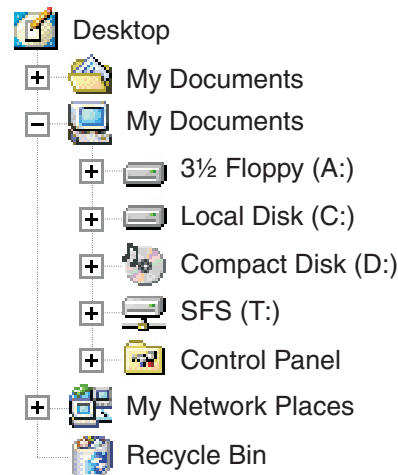 Desktop
My Documents
My Documents
3½ Floppy (A:)
Local Disk (C:)
Compact Disk (D:)
SFS (T:)
Control Panel
My Network Places
Recycle Bin